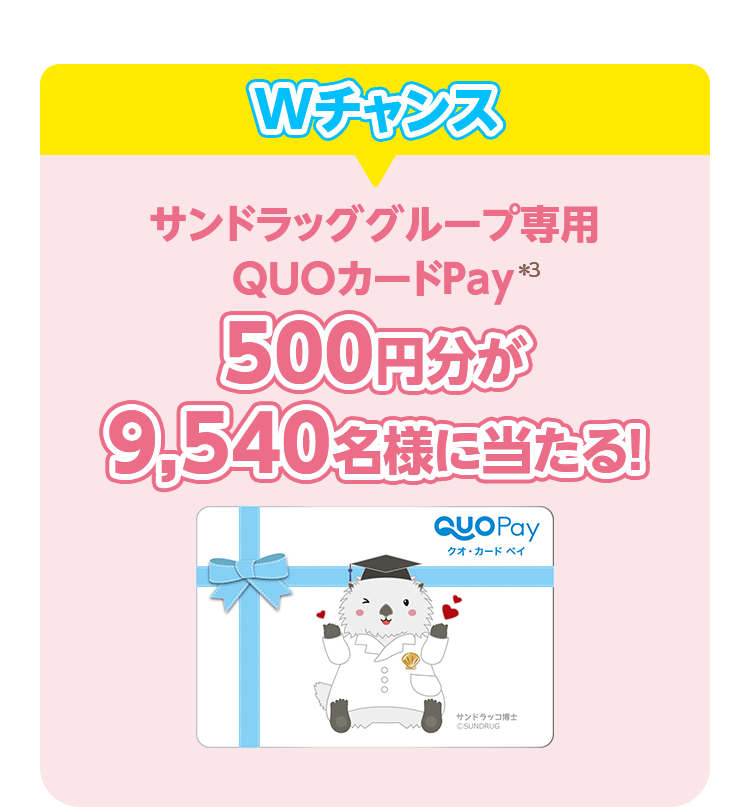 Wチャンス
サンドラッググループ専用
QUOカードPay*3
500円分が
9,540名様に当たる!
QUOPay
クオ・カード ペイ
サンドラッコ博士
©SUNDRUG